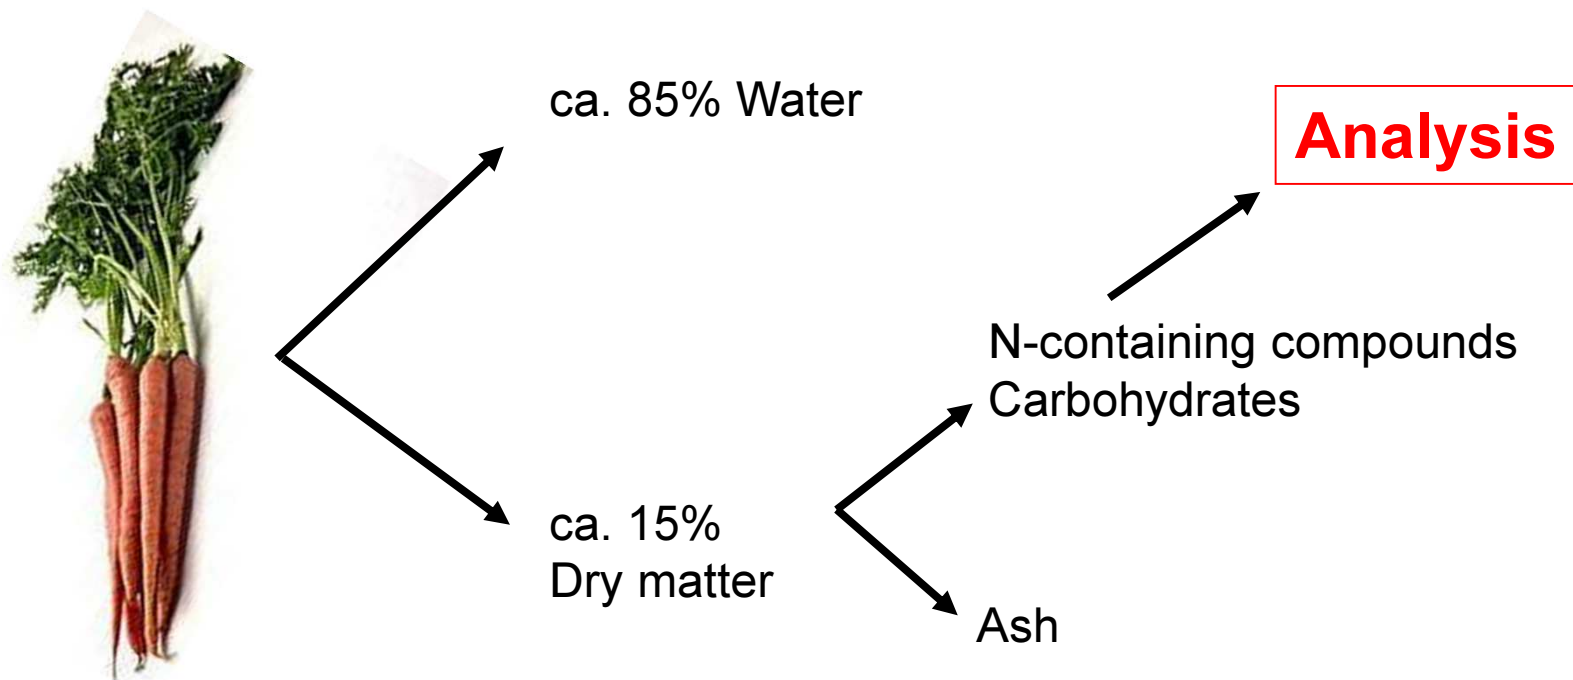 ca. 85% Water
Analysis
N-containing compounds
Carbohydrates
ca. 15%
Dry matter
Ash